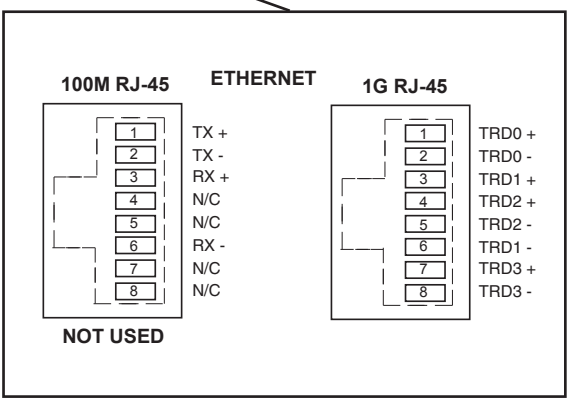 ETHERNET
100M RJ-45
1 TX +
2 TX -
3 RX +
4 N/C
5 N/C
6 RX -
7 N/C
8 N/C
NOT USED
1G RJ-45
1 TRD0 +
2 TRD0 -
3 TRD1 +
4 TRD2 +
5 TRD2 -
6 TRD1 -
7 TRD3 +
8 TRD3 -